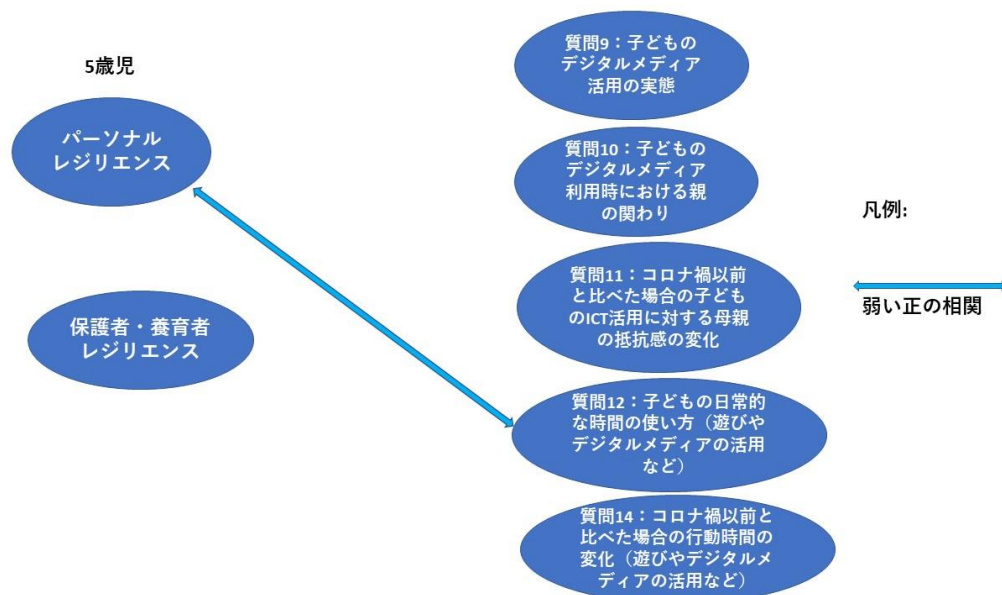 5歳児
パーソナル
レジリエンス
保護者・養育者
レジリエンス
質問9：子どもの
デジタルメディア
活用の実態
質問10：子どもの
デジタルメディア
利用時における親
の関わり
質問11：コロナ禍以前
と比べた場合の子ども
のICT活用に対する母親
の抵抗感の変化
質問12：子どもの日常的
な時間の使い方（遊びや
デジタルメディアの活用
など）
質問14：コロナ禍以前と
比べた場合の行動時間の
変化（遊びやデジタルメ
ディアの活用など）
凡例:
弱い正の相関